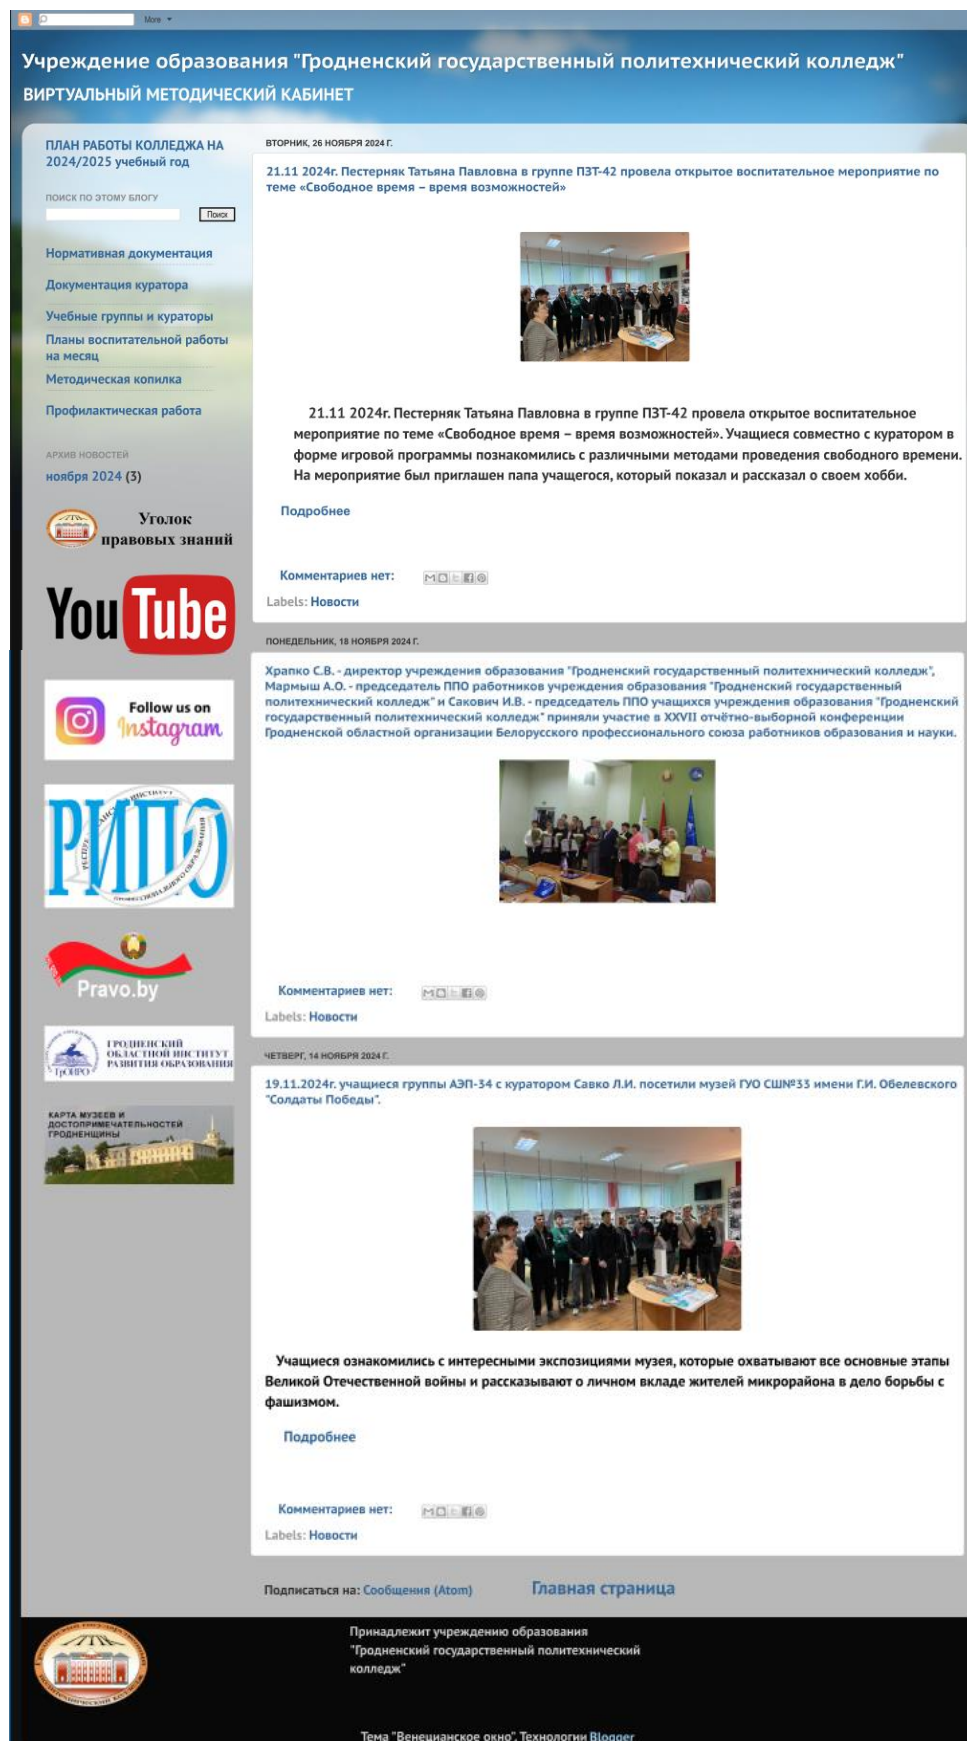 More
Учреждение образования "Гродненский государственный политехнический колледж"
ВИРТУАЛЬНЫЙ МЕТОДИЧЕСКИЙ КАБИНЕТ
ПЛАН РАБОТЫ КОЛЛЕДЖА НА
2024/2025 учебный год
ПОИСК ПО ЭТОМУ БЛОГУ
Поиск
Нормативная документация
Документация куратора
Учебные группы и кураторы
Планы воспитательной работы
на месяц
Методическая копилка
Профилактическая работа
АРХИВ НОВОСТЕЙ
ноября 2024 (3)
Уголок
правовых знаний
YouTube
Follow us on
Instagram
РИПО
Pravo.by
ГРОДНЕНСКИЙ
ОБЛАСТНОЙ ИНСТИТУТ
РАЗВИТИЯ ОБРАЗОВАНИЯ
ГрОИРО
КАРТА МУЗЕЕВ И
ДОСТОПРИМЕЧАТЕЛЬНОСТЕЙ
ГРОДНЕНЩИНЫ
ВТОРНИК, 26 НОЯБРЯ 2024 Г.
21.11 2024г. Пестерняк Татьяна Павловна в группе ПЗТ-42 провела открытое воспитательное мероприятие по
теме «Свободное время – время возможностей»
21.11 2024г. Пестерняк Татьяна Павловна в группе ПЗТ-42 провела открытое воспитательное
мероприятие по теме «Свободное время – время возможностей». Учащиеся совместно с куратором в
форме игровой программы познакомились с различными методами проведения свободного времени.
На мероприятие был приглашен папа учащегося, который показал и рассказал о своем хобби.
Подробнее
Комментариев нет:
Labels: Новости
ПОНЕДЕЛЬНИК, 18 НОЯБРЯ 2024 Г.
Храпко С.В. - директор учреждения образования "Гродненский государственный политехнический колледж",
Мармыш А.О. - председатель ППО работников учреждения образования "Гродненский государственный
политехнический колледж" и Сакович И.В. - председатель ППО учащихся учреждения образования "Гродненский
государственный политехнический колледж" приняли участие в XXVII отчётно-выборной конференции
Гродненской областной организации Белорусского профессионального союза работников образования и науки.
Комментариев нет:
Labels: Новости
ЧЕТВЕРГ, 14 НОЯБРЯ 2024 Г.
19.11.2024г. учащиеся группы АЭП-34 с куратором Савко Л.И. посетили музей ГУО СШ№33 имени Г.И. Обелевского
"Солдаты Победы".
Учащиеся ознакомились с интересными экспозициями музея, которые охватывают все основные этапы
Великой Отечественной войны и рассказывают о личном вкладе жителей микрорайона в дело борьбы с
фашизмом.
Подробнее
Комментариев нет:
Labels: Новости
Подписаться на: Сообщения (Atom)
Главная страница
Принадлежит учреждению образования
"Гродненский государственный политехнический
колледж"
Тема "Венецианское окно". Технологии Blogger